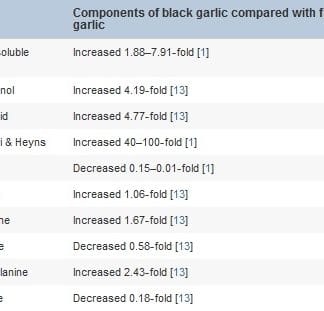 Components of black garlic compared with f
garlic
oluble Increased 1.88–7.91-fold [1]
nol Increased 4.19-fold [13]
id Increased 4.77-fold [13]
i & Heyns Increased 40–100-fold [1]
Decreased 0.15–0.01-fold [1]
Increased 1.06-fold [13]
ne Increased 1.67-fold [13]
e Decreased 0.58-fold [13]
lanine Increased 2.43-fold [13]
e Decreased 0.18-fold [13]